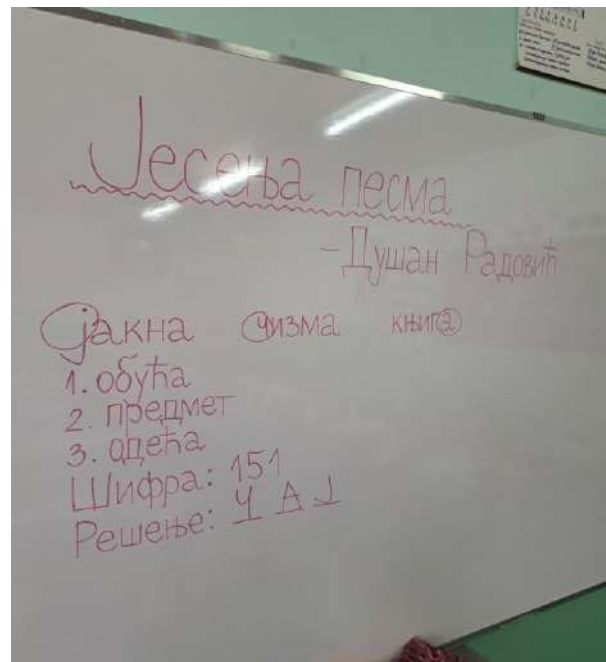 Јесења песма
- Душан Радовић
јакна чизма књига
1. обућа
2. предмет
3. одећа
Шифра: 151
Решење: Ч А Ј